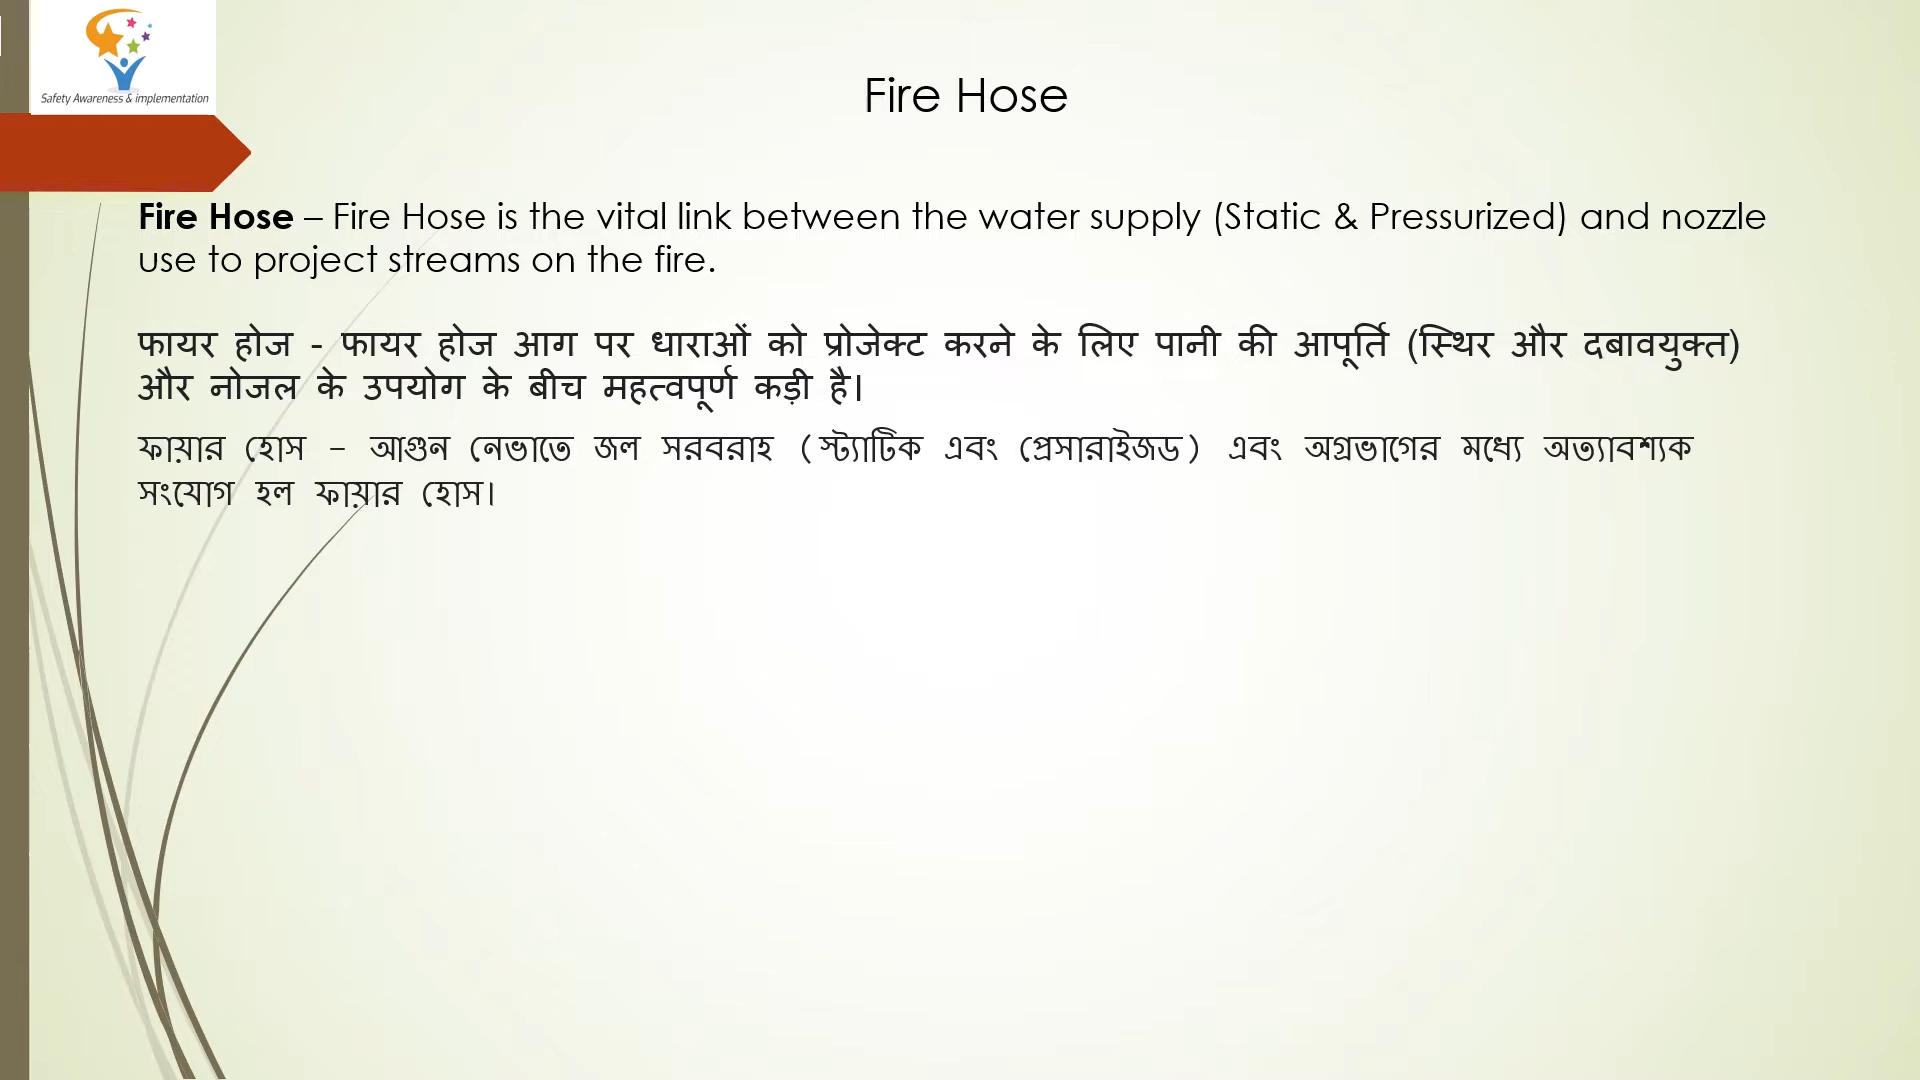 Safety Awareness & implementation
Fire Hose
Fire Hose – Fire Hose is the vital link between the water supply (Static & Pressurized) and nozzle
use to project streams on the fire.
फायर होज - फायर होज आग पर धाराओं को प्रोजेक्ट करने के लिए पानी की आपूर्ति (स्थिर और दबावयुक्त)
और नोजल के उपयोग के बीच महत्वपूर्ण कड़ी है।
ফায়ার হোস – আগুন নেভাতে জল সরবরাহ (স্ট্যাটিক এবং প্রেসারাইজড) এবং অগ্রভাগের মধ্যে অত্যাবশ্যক
সংযোগ হল ফায়ার হোস।